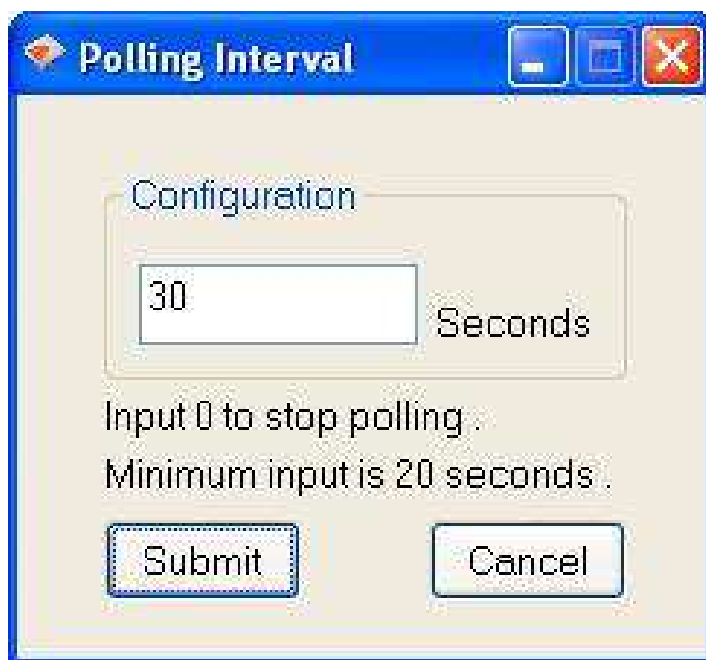 Polling Interval
Configuration
30
Seconds
Input 0 to stop polling .
Minimum input is 20 seconds .
Submit
Cancel